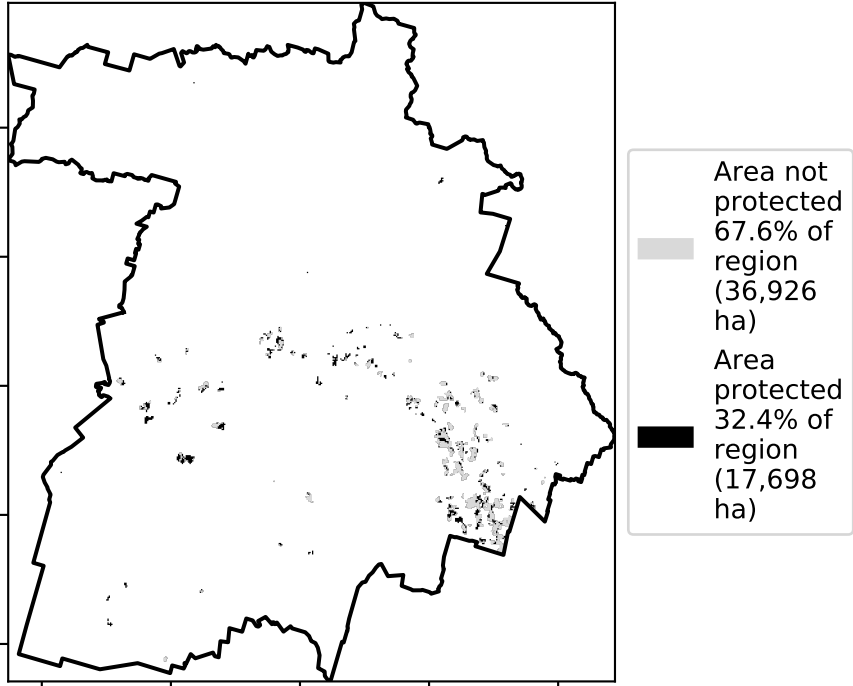 Area not
protected
67.6% of
region
(36,926
ha)
Area
protected
32.4% of
region
(17,698
ha)